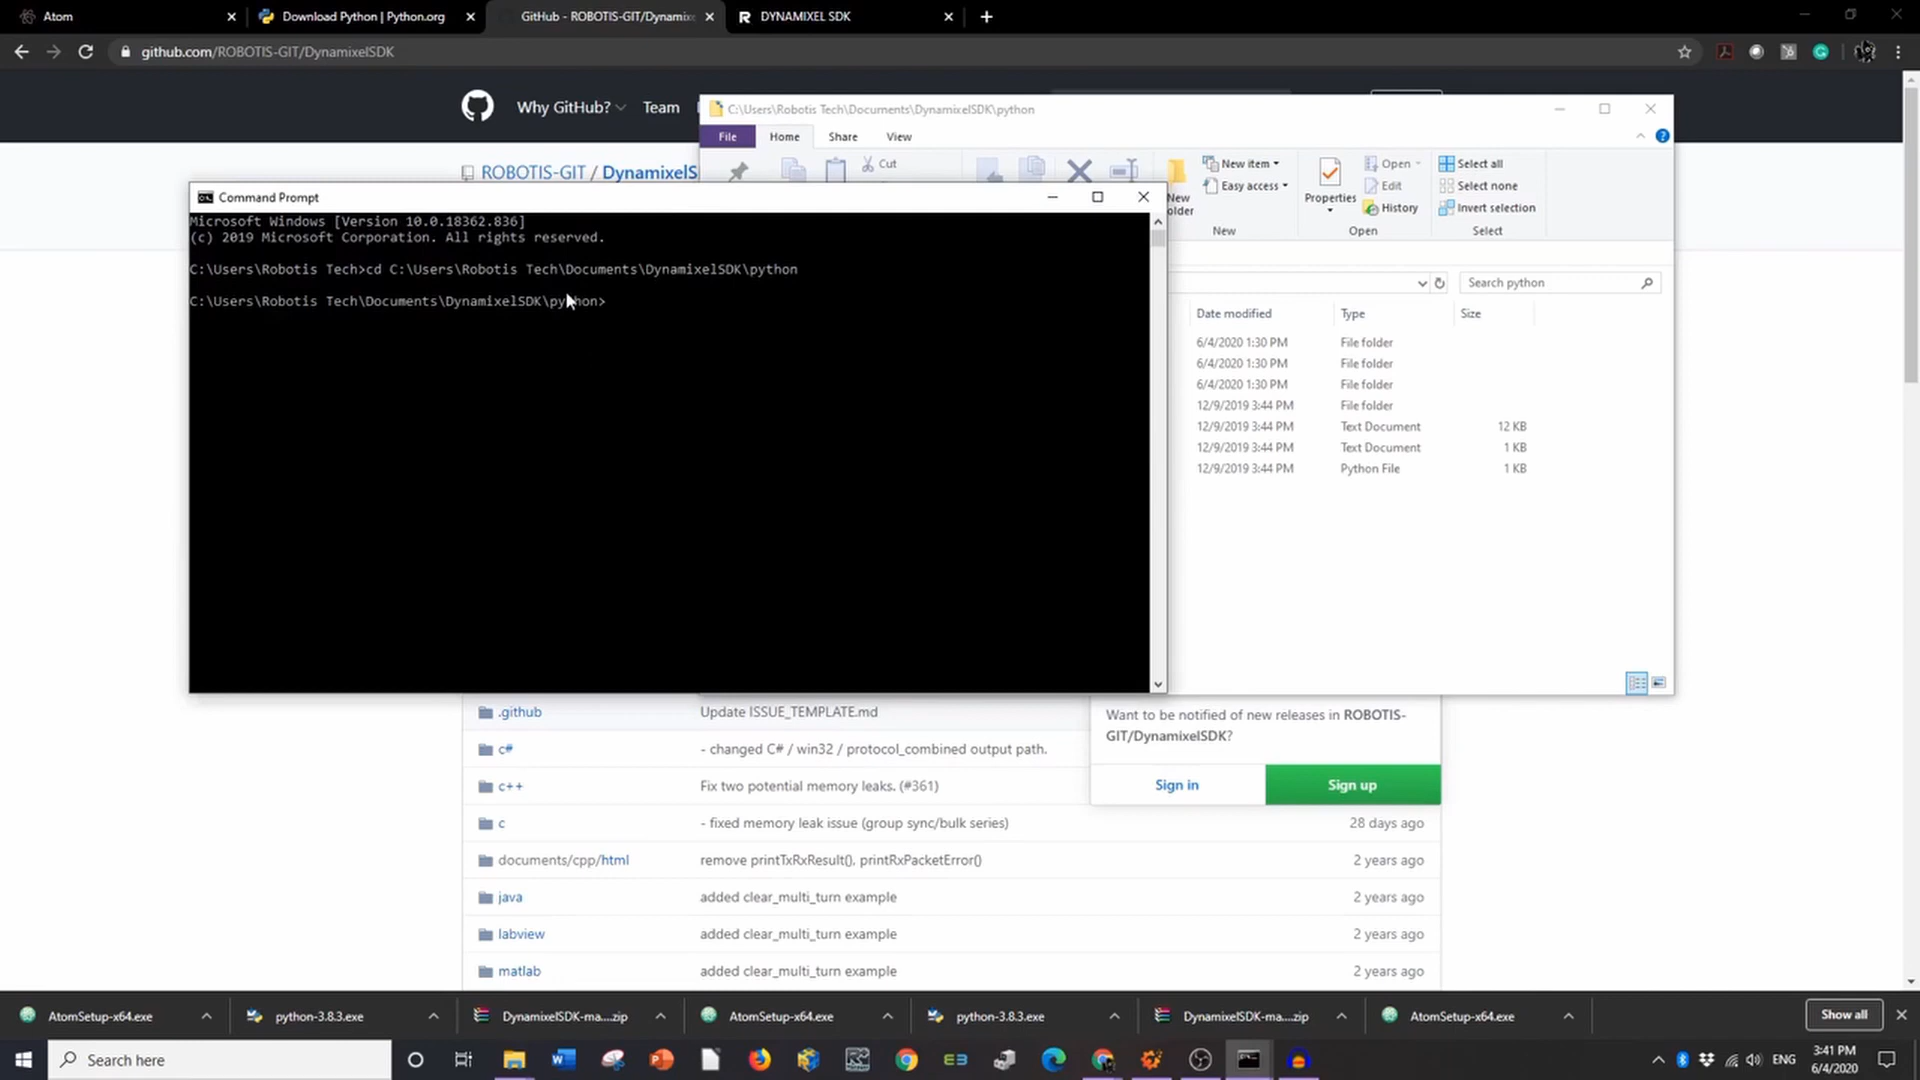 Atom
Download Python | Python.org
GitHub - ROBOTIS-GIT/Dynamixe
DYNAMIXEL SDK
github.com/ROBOTIS-GIT/DynamixelSDK
Why GitHub?
Team
ROBOTIS-GIT / DynamixelS
C:\Users\Robotis Tech\Documents\DynamixelSDK\python
File
Home
Share
View
Cut
New item
Easy access
New
older
New
Properties
Open
Edit
History
Open
Select all
Select none
Invert selection
Select
Search python
Date modified
Type
Size
6/4/2020 1:30 PM
File folder
6/4/2020 1:30 PM
File folder
6/4/2020 1:30 PM
File folder
12/9/2019 3:44 PM
File folder
12/9/2019 3:44 PM
Text Document
12 KB
12/9/2019 3:44 PM
Text Document
1 KB
12/9/2019 3:44 PM
Python File
1 KB
Command Prompt
Microsoft Windows [Version 10.0.18362.836]
(c) 2019 Microsoft Corporation. All rights reserved.
C:\Users\Robotis Tech>cd C:\Users\Robotis Tech\Documents\DynamixelSDK\python
C:\Users\Robotis Tech\Documents\DynamixelSDK\python>
.github
Update ISSUE_TEMPLATE.md
c#
- changed C# / win32 / protocol_combined output path.
c++
Fix two potential memory leaks. (#361)
c
- fixed memory leak issue (group sync/bulk series)
28 days ago
documents/cpp/html
remove printTxRxResult(), printRxPacketError()
2 years ago
java
added clear_multi_turn example
2 years ago
labview
added clear_multi_turn example
2 years ago
matlab
added clear_multi_turn example
2 years ago
Want to be notified of new releases in ROBOTIS-
GIT/DynamixelSDK?
Sign in
Sign up
AtomSetup-x64.exe
python-3.8.3.exe
DynamixelSDK-ma....zip
AtomSetup-x64.exe
python-3.8.3.exe
DynamixelSDK-ma....zip
AtomSetup-x64.exe
Show all
Search here
ENG
3:41 PM
6/4/2020